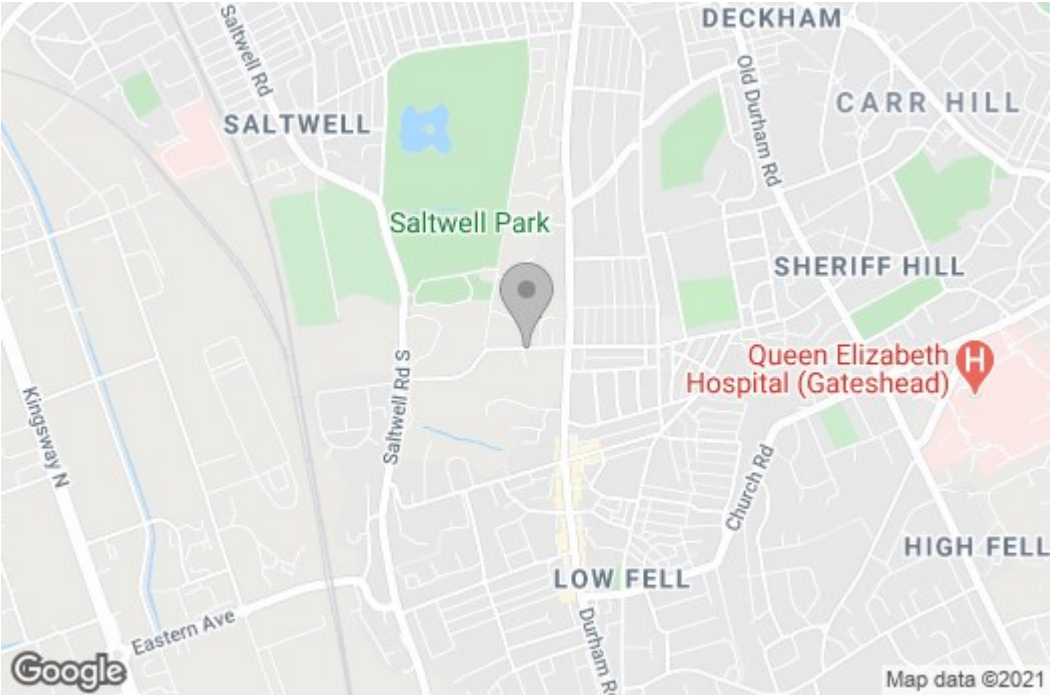 DECKHAM
Saltwell Rd
Old Durham Rd
CARR HILL
SALTWELL
Saltwell Park
SHERIFF HILL
Queen Elizabeth
Hospital (Gateshead)
H
Saltwell Rd S
Kingsway N
Church Rd
HIGH FELL
LOW FELL
Eastern Ave
Durham Rd
Google
Map data ©2021